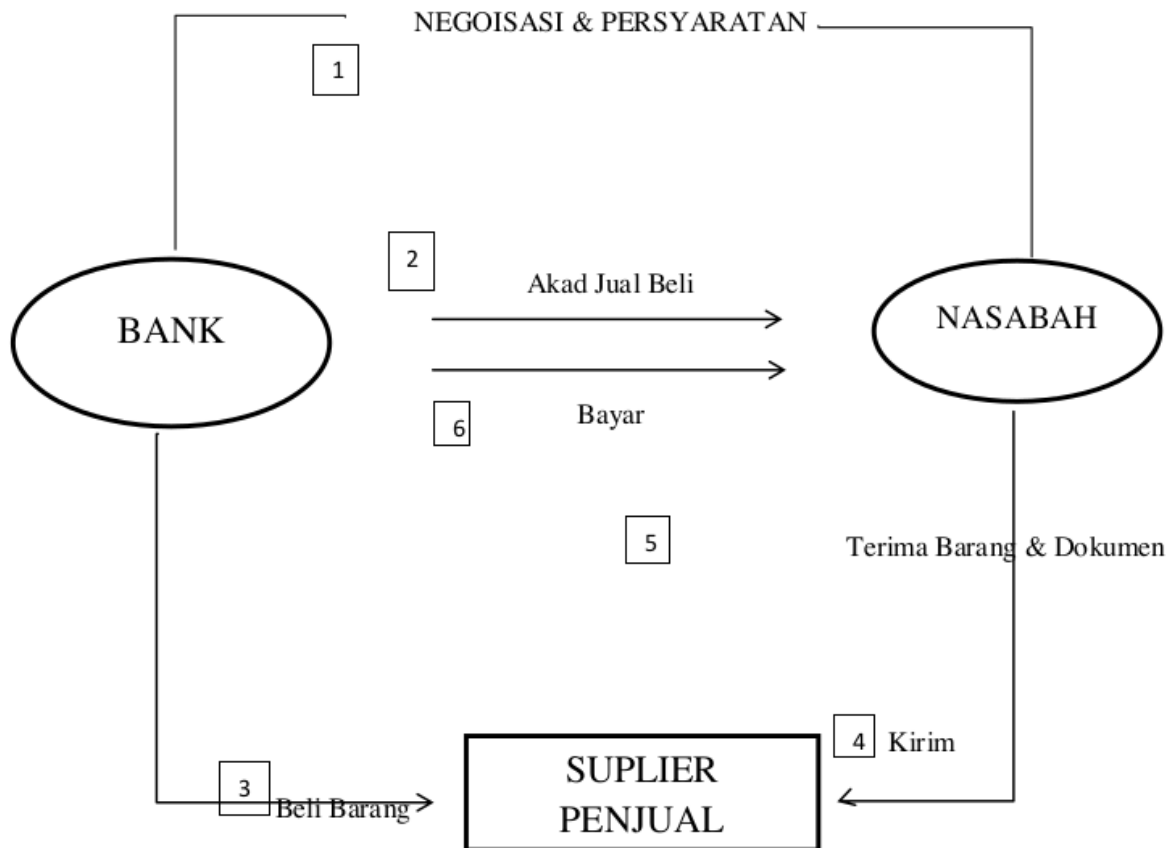 NEGOISASI & PERSYARATAN
1
2
Akad Jual Beli
BANK
NASABAH
Bayar
6
5
Terima Barang & Dokumen
4
Kirim
SUPLIER
PENJUAL
3
Beli Barang